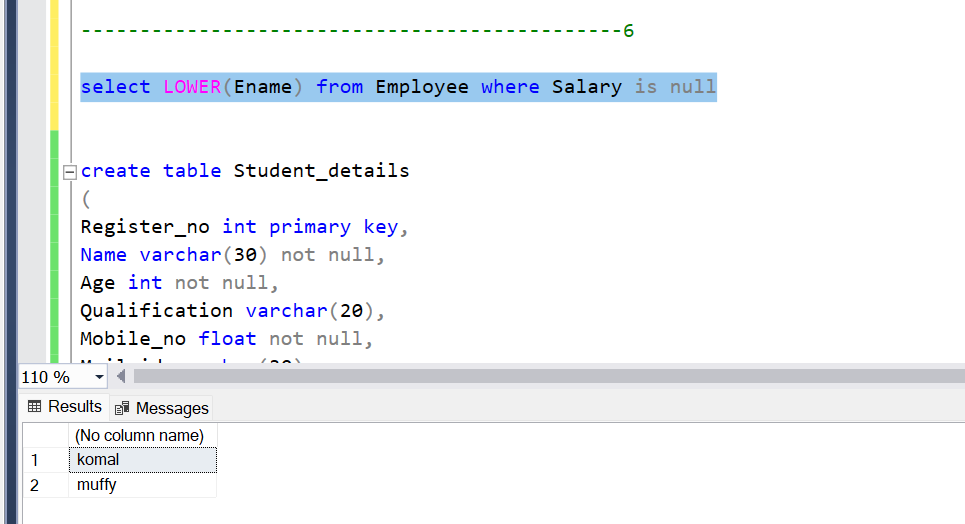 ----------------------------------------------6
select LOWER(Ename) from Employee where Salary is null
create table Student_details
(
Register_no int primary key,
Name varchar(30) not null,
Age int not null,
Qualification varchar(20),
Mobile_no float not null,
110 %
Results Messages
(No column name)
1 komal
2 muffy